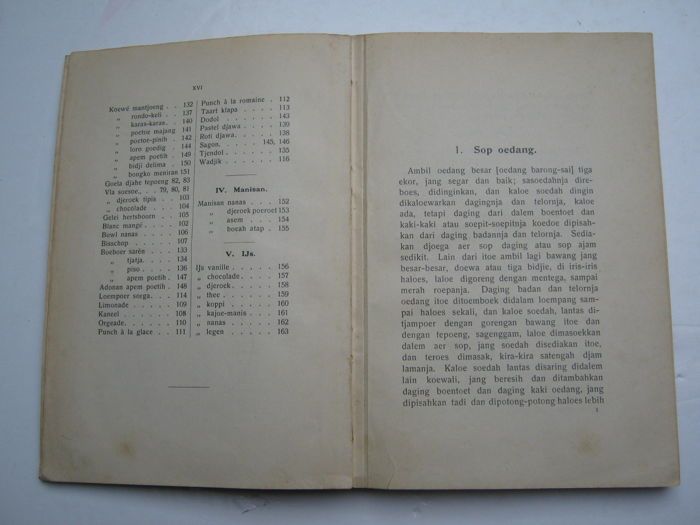 XVI
Koewé mantjoeng . . 132
„ rondo-keli . . 137
„ karas-karan. . 140
„ poetoe majang 141
„ poetoe-pinih . 142
„ loro goedig . 144
„ apem poetih . 149
„ bidji delima . 150
„ bongko meniran 151
Goela djahe tepoeng 82, 83
Vla soesoe. . 79, 80, 81
„ djeroek tipis . . 103
„ chocolade . . . 104
Gelei hertshoorn . . 105
Blanc mangé . . . . 102
Bowl nanas . . . . 106
Bisschop . . . . . 107
Boeboer sarèn . . . 133
„ tjatja. . . . 134
„ piso . . . . 136
„ apem poetih . 147
Adonan apem poetih . 148
Loempoer sorga . . . 114
Limonade . . . . . 109
Kaneel . . . . . . 108
Orgeade. . . . . . 110
Punch à la glace . . 111
Punch à la romaine . 112
Taart klapa . . . . 113
Dodol . . . . . . 143
Pastel djawa . . . . 139
Roti djawa . . . . . 138
Sagon. . . . . 145, 146
Tjendol . . . . . . 135
Wadjik . . . . . . 116
IV. Manisan.
Manisan nanas . . . 152
„ djeroek poeroet 153
„ asem . . . 154
„ bocah atap . 155
V. IJs.
IJs vanille . . . . . 156
„ chocolade . . . . 157
„ djeroek . . . . . 158
„ thee . . . . . . 159
„ koppi . . . . . 160
„ kajoe-manis . . . 161
„ nanas . . . . . 162
„ legen . . . . . 163
1. Sop oedang.
Ambil oedang besar [oedang barong-sai] tiga
ekor, jang segar dan baik; sasoedahnja dire-
boes, didinginkan, dan kaloe soedah dingin
dikaloewarkan dagingnja dan telornja, kaloe
ada, tetapi daging dari dalem boentoet dan
kaki-kaki atau soepit-soepitnja koedoe dipisah-
kan dari daging badannja dan telornja. Sedia-
kan djoega aer sop daging atau sop ajam
sedikit. Lain dari itoe ambil lagi bawang jang
besar-besar, doewa atau tiga bidjie, di iris-iris
haloes, laloe digoreng dengan mentega, sampai
merah roepanja. Daging badan dan telornja
oedang itoe ditoemboek didalam loempang sam-
pai haloes sekali, dan kaloe soedah, lantas di-
tjampoer dengan gorengan bawang itoe dan
dengan tepoeng, sagenggam, laloe dimasoekkan
dalem aer sop, jang soedah disediakan itoe,
dan teroes dimasak, kira-kira satengah djam
lamanja. Kaloe soedah lantas disaring didalem
lain koewali, jang beresih dan ditambahkan
daging boentoet dan daging kaki oedang, jang
dipisahkan tadi dan dipotong-potong haloes lebih
1